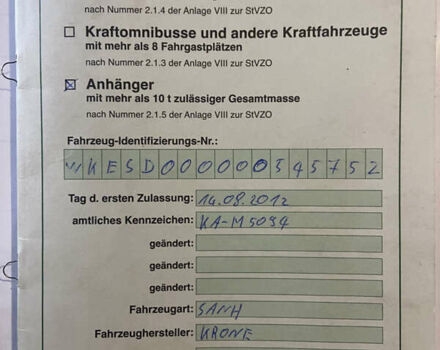 nach Nummer 2.1.4 der Anlage VIII zur StVZO
Kraftomnibusse und andere Kraftfahrzeuge
mit mehr als 8 Fahrgastplätzen
nach Nummer 2.1.3 der Anlage VIII zur StVZO
Anhänger
mit mehr als 10 t zulässiger Gesamtmasse
nach Nummer 2.1.5 der Anlage VIII zur StVZO
Fahrzeug-Identifizierungs-Nr.:
WKESD000000545752
Tag d. ersten Zulassung: 14.09.2012
amtliches Kennzeichen: KA-M 5094
geändert:
geändert:
geändert:
Fahrzeugart: SANH
Fahrzeughersteller: KRONE